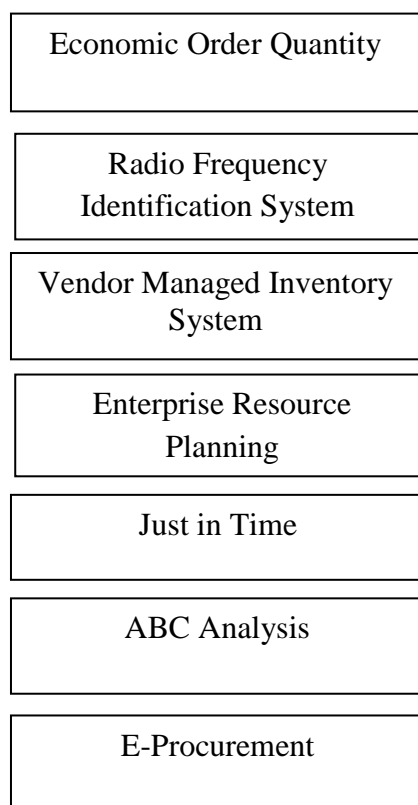 Economic Order Quantity
Radio Frequency
Identification System
Vendor Managed Inventory
System
Enterprise Resource
Planning
Just in Time
ABC Analysis
E-Procurement